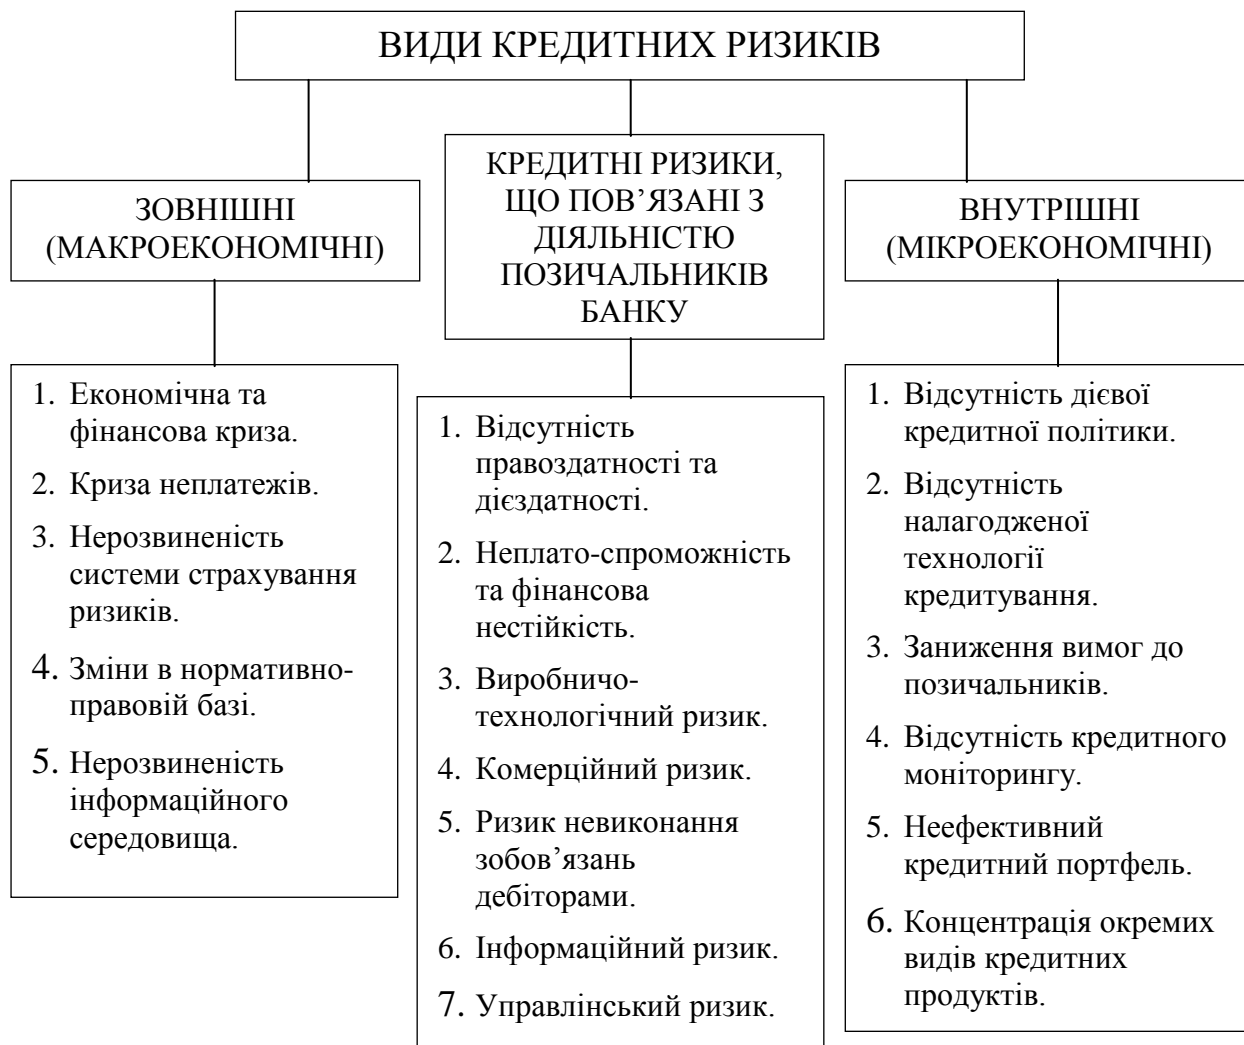 ВИДИ КРЕДИТНИХ РИЗИКІВ
ЗОВНІШНІ
(МАКРОЕКОНОМІЧНІ)
1. Економічна та
фінансова криза.
2. Криза неплатежів.
3. Нерозвиненість
системи страхування
ризиків.
4. Зміни в нормативно-
правовій базі.
5. Нерозвиненість
інформаційного
середовища.
КРЕДИТНІ РИЗИКИ,
ЩО ПОВ’ЯЗАНІ З
ДІЯЛЬНІСТЮ
ПОЗИЧАЛЬНИКІВ
БАНКУ
1. Відсутність
правоздатності та
дієздатності.
2. Неплато-спроможність
та фінансова
нестійкість.
3. Виробничо-
технологічний ризик.
4. Комерційний ризик.
5. Ризик невиконання
зобов’язань
дебіторами.
6. Інформаційний ризик.
7. Управлінський ризик.
ВНУТРІШНІ
(МІКРОЕКОНОМІЧНІ)
1. Відсутність дієвої
кредитної політики.
2. Відсутність
налагодженої
технології
кредитування.
3. Заниження вимог до
позичальників.
4. Відсутність кредитного
моніторингу.
5. Неефективний
кредитний портфель.
6. Концентрація окремих
видів кредитних
продуктів.